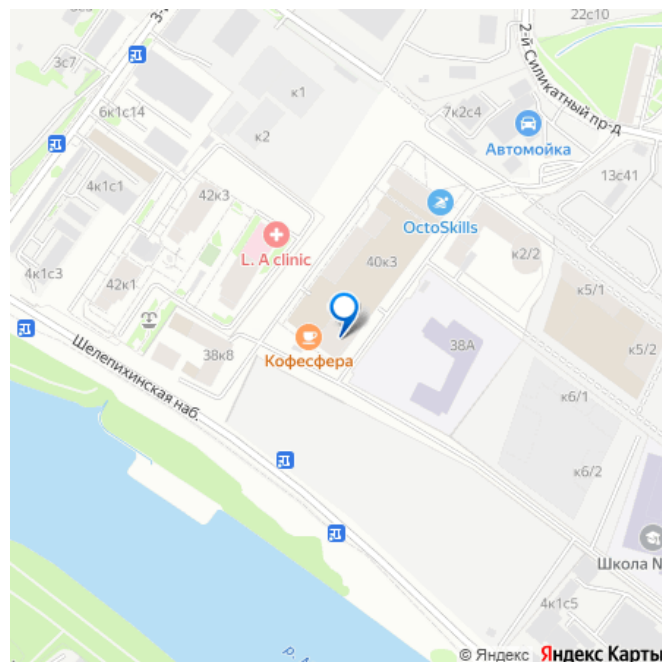 22с10
3с7
к1
2-й Силикатный пр-д
6к1с14
7к2с4
к2
Автомойка
4к1с1
42к3
13с41
OctoSkills
L. A clinic
к2/2
40к3
4к1с3
42к1
к5/1
38к8
Кофесфера
38А
к5/2
Шелепихинская наб.
к6/1
к6/2
Школа №
4к1с5
© Яндекс Яндекс Карты